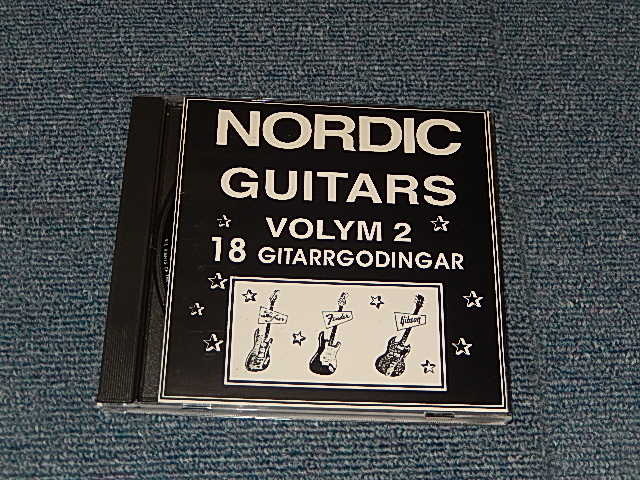 NORDIC
GUITARS
VOLYM 2
18 GITARRGODINGAR
Fender
Gibson